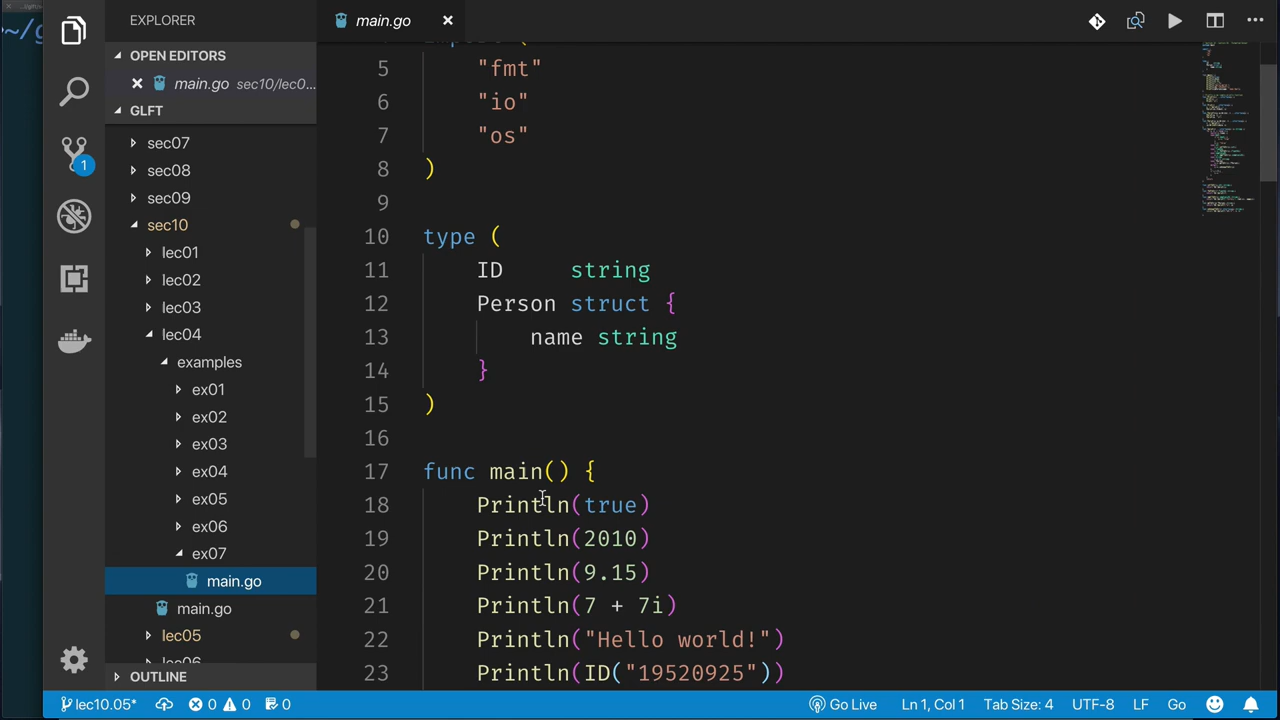 EXPLORER
OPEN EDITORS
main.go sec10/lec0...
GLFT
sec07
sec08
sec09
sec10
lec01
lec02
lec03
lec04
examples
ex01
ex02
ex03
ex04
ex05
ex06
ex07
main.go
main.go
lec05
lec06
OUTLINE
1
main.go
5 "fmt"
6 "io"
7 "os"
8 )
9
10 type (
11 ID string
12 Person struct {
13 name string
14 }
15 )
16
17 func main() {
18 Println(true)
19 Println(2010)
20 Println(9.15)
21 Println(7 + 7i)
22 Println("Hello world!")
23 Println(ID("19520925"))
lec10.05* 0 0 0 Go Live Ln 1, Col 1 Tab Size: 4 UTF-8 LF Go